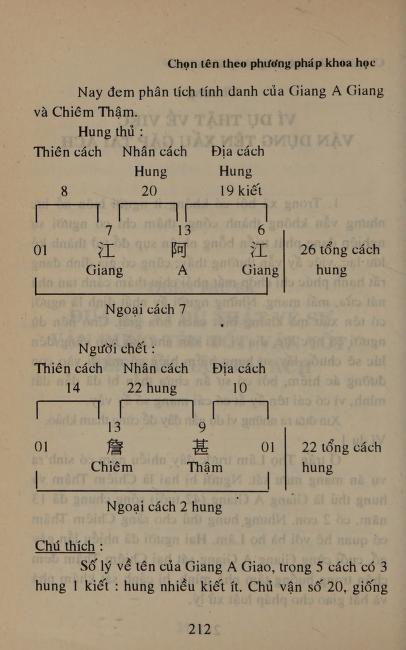 Chọn tên theo phương pháp khoa học
Nay đem phân tích tính danh của Giang A Giang
và Chiêm Thậm.
Hung thủ :
Thiên cách Nhân cách Địa cách
Hung Hung
8 20 19 kiết
7 13 6
01 江 阿 江 26 tổng cách
Giang A Giang hung
Ngoại cách 7
Người chết :
Thiên cách Nhân cách Địa cách
14 22 hung 10
13 9
01 詹 甚 01 22 tổng cách
Chiêm Thậm hung
Ngoại cách 2 hung
Chú thích :
Số lý về tên của Giang A Giao, trong 5 cách có 3
hung 1 kiết : hung nhiều kiết ít. Chủ vận số 20, giống
212